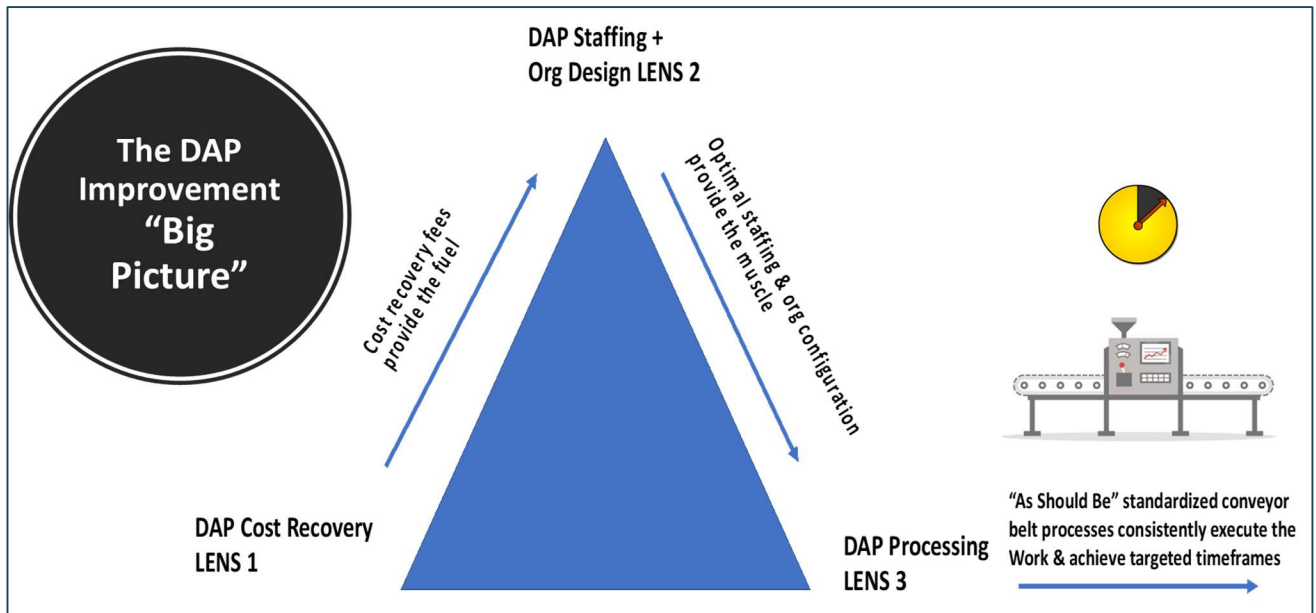 The DAP
Improvement
“Big
Picture”
DAP Staffing +
Org Design LENS 2
Cost recovery fees
provide the fuel
Optimal staffing & org configuration
provide the muscle
DAP Cost Recovery
LENS 1
DAP Processing
LENS 3
“As Should Be” standardized conveyor
belt processes consistently execute the
Work & achieve targeted timeframes